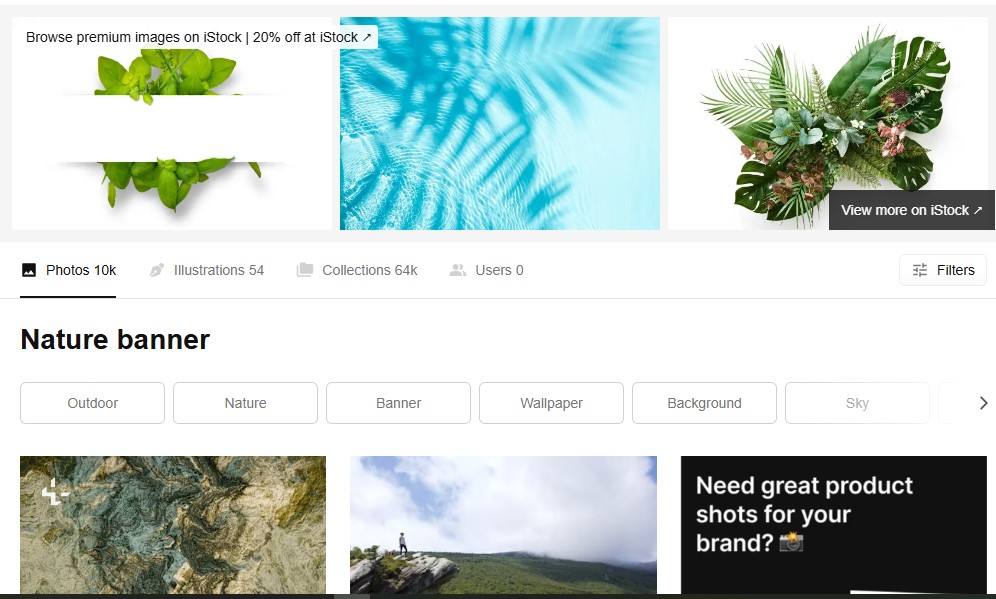 Browse premium images on iStock | 20% off at iStock ↗
View more on iStock ↗
Photos 10k
Illustrations 54
Collections 64k
Users 0
Filters
Nature banner
Outdoor
Nature
Banner
Wallpaper
Background
Sky
Need great product
shots for your
brand? 📸